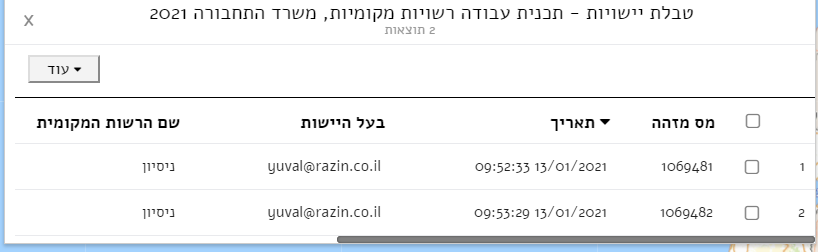 טבלת יישויות - תכנית עבודה רשויות מקומיות, משרד התחבורה 2021
x
2 תוצאות
עוד
מס מזהה תאריך בעל היישות שם הרשות המקומית
1 1069481 13/01/2021 09:52:33 yuval@razin.co.il ניסיון
2 1069482 13/01/2021 09:53:29 yuval@razin.co.il ניסיון